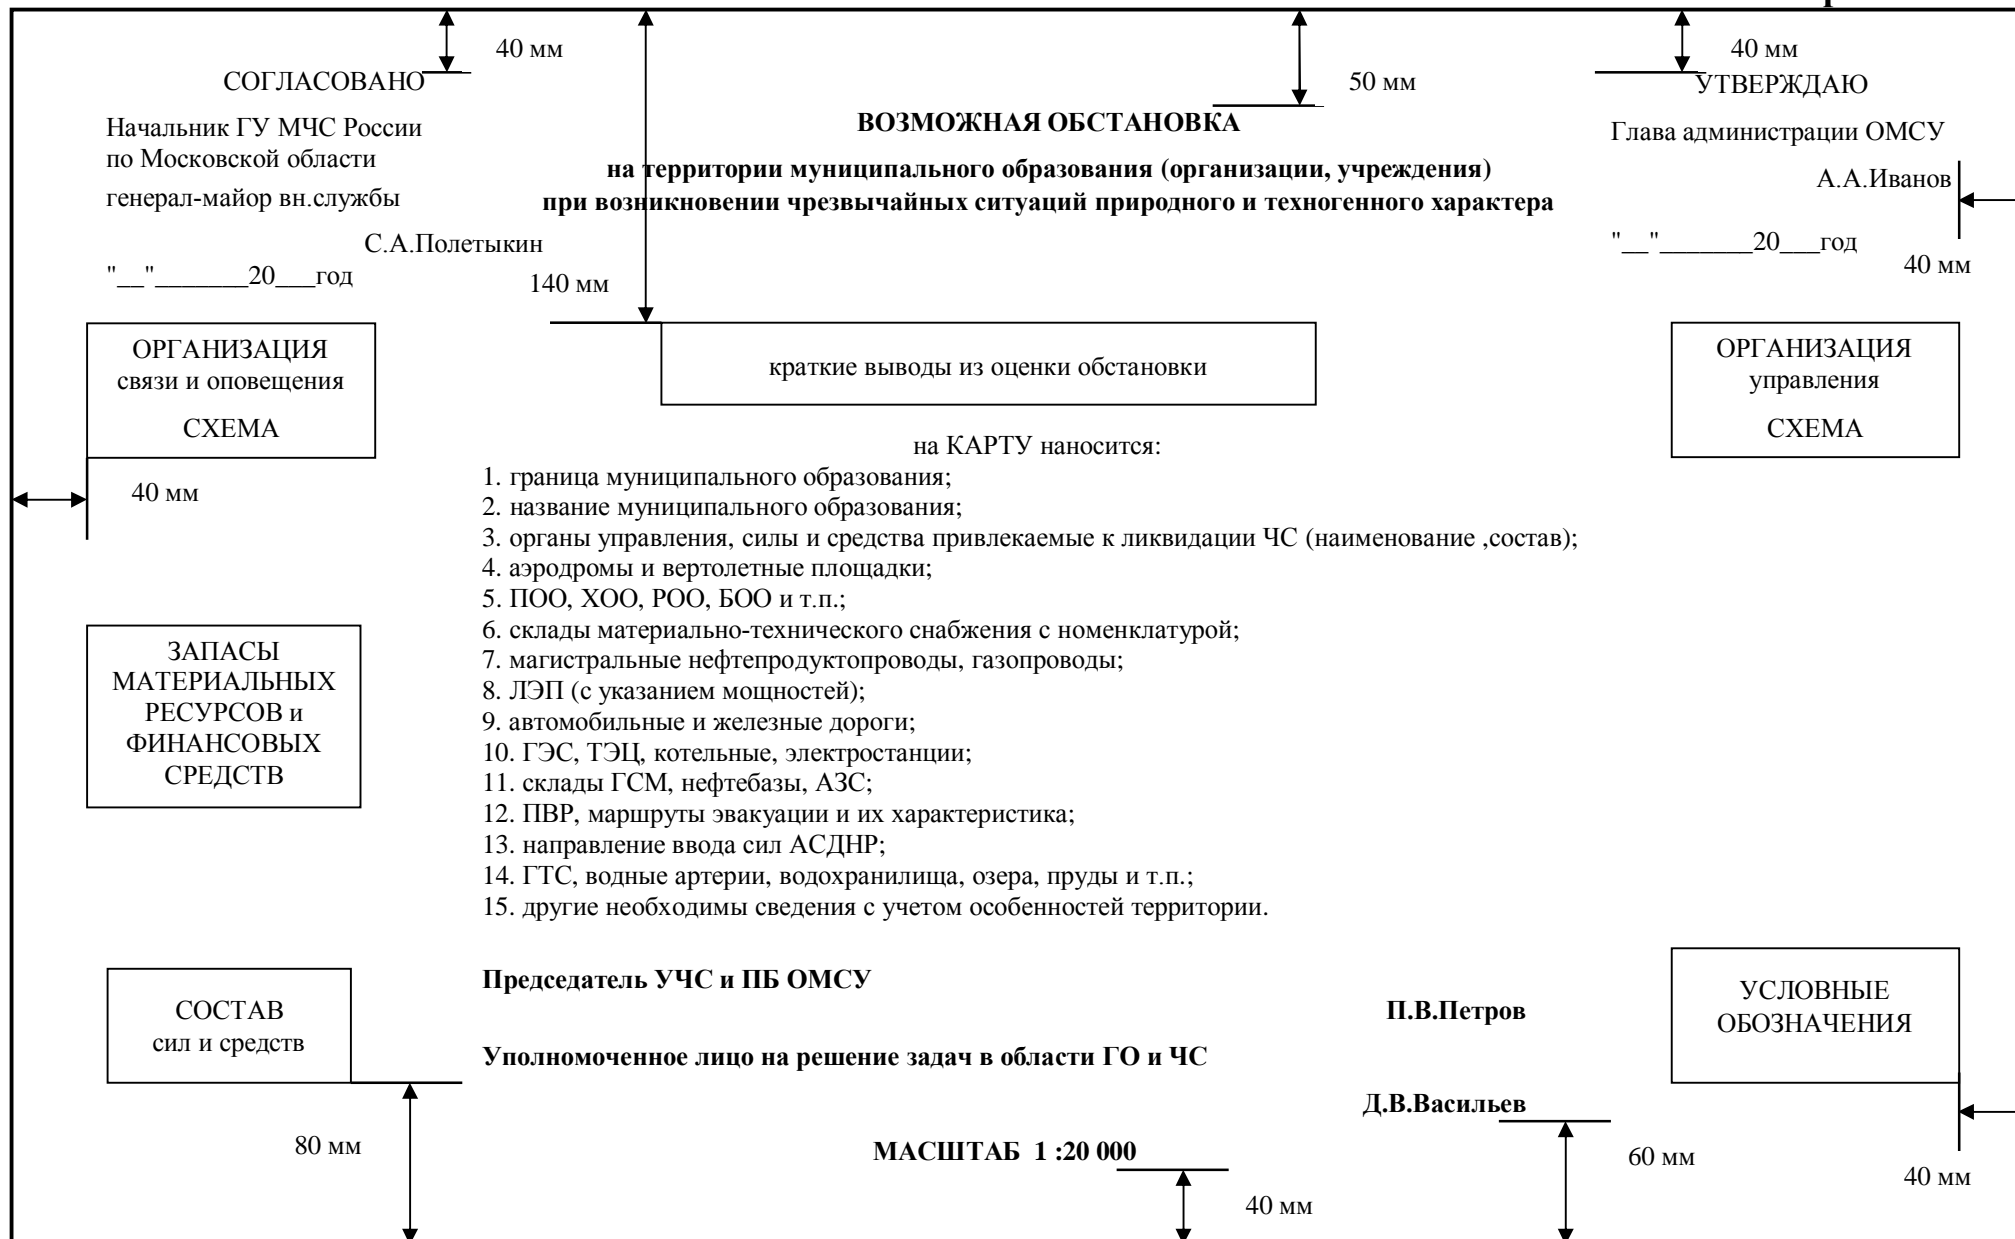 40 мм
50 мм
40 мм
СОГЛАСОВАНО
Начальник ГУ МЧС России
по Московской области
генерал-майор вн.службы
С.А.Полетыкин
"__"_______20___год
ВОЗМОЖНАЯ ОБСТАНОВКА
на территории муниципального образования (организации, учреждения)
при возникновении чрезвычайных ситуаций природного и техногенного характера
УТВЕРЖДАЮ
Глава администрации ОМСУ
А.А.Иванов
"__"_______20___год
40 мм
140 мм
ОРГАНИЗАЦИЯ
связи и оповещения
СХЕМА
краткие выводы из оценки обстановки
ОРГАНИЗАЦИЯ
управления
СХЕМА
40 мм
на КАРТУ наносится:
1. граница муниципального образования;
2. название муниципального образования;
3. органы управления, силы и средства привлекаемые к ликвидации ЧС (наименование ,состав);
4. аэродромы и вертолетные площадки;
5. ПОО, ХОО, РОО, БОО и т.п.;
6. склады материально-технического снабжения с номенклатурой;
7. магистральные нефтепродуктопроводы, газопроводы;
8. ЛЭП (с указанием мощностей);
9. автомобильные и железные дороги;
10. ГЭС, ТЭЦ, котельные, электростанции;
11. склады ГСМ, нефтебазы, АЗС;
12. ПВР, маршруты эвакуации и их характеристика;
13. направление ввода сил АСДНР;
14. ГТС, водные артерии, водохранилища, озера, пруды и т.п.;
15. другие необходимы сведения с учетом особенностей территории.
ЗАПАСЫ
МАТЕРИАЛЬНЫХ
РЕСУРСОВ и
ФИНАНСОВЫХ
СРЕДСТВ
СОСТАВ
сил и средств
Председатель УЧС и ПБ ОМСУ
П.В.Петров
Уполномоченное лицо на решение задач в области ГО и ЧС
Д.В.Васильев
УСЛОВНЫЕ
ОБОЗНАЧЕНИЯ
80 мм
МАСШТАБ 1 :20 000
40 мм
60 мм
40 мм